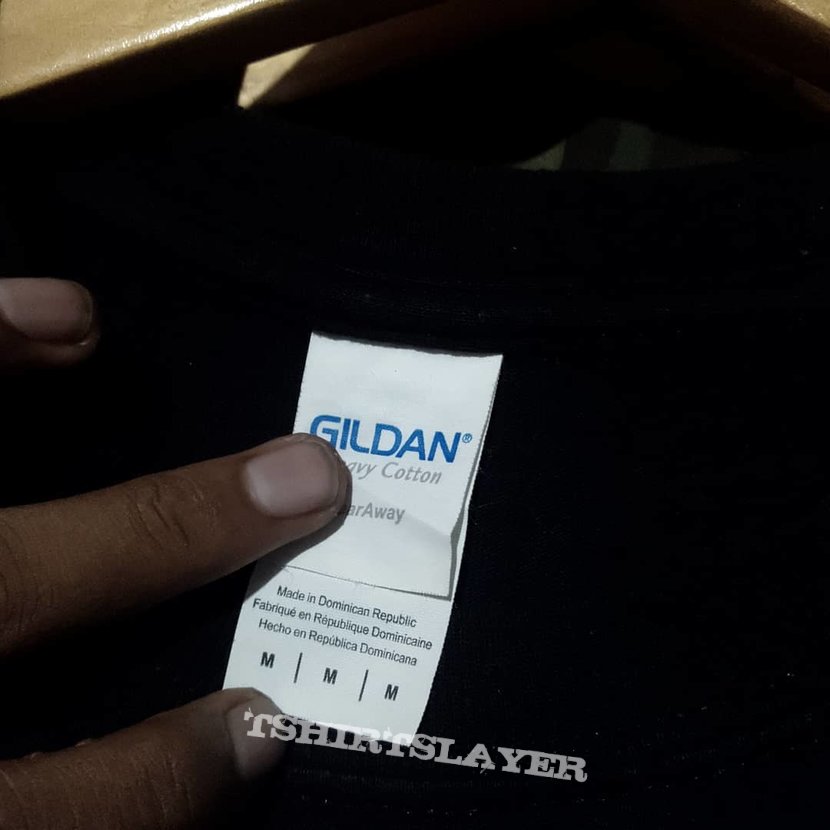 GILDAN®
Cotton
Made in Dominican Republic
Fabriqué en République Dominicaine
Hecho en República Dominicana
M | M | M
TSHIRTSLAYER